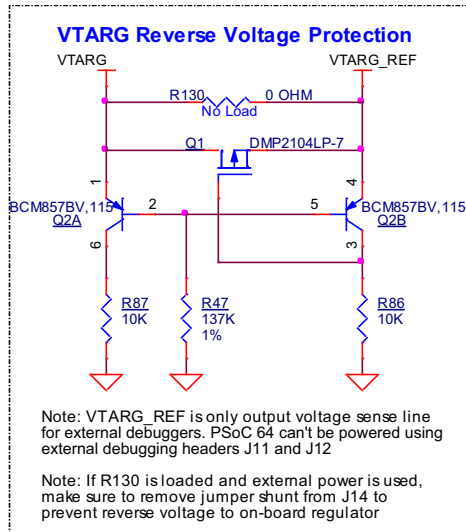 VTARG Reverse Voltage Protection
VTARG
VTARG_REF
R130
0 OHM
No Load
Q1
DMP2104LP-7
1
4
BCM857BV,115
Q2A
2
5
BCM857BV,115
Q2B
6
3
R87
10K
R47
137K
1%
R86
10K
Note: VTARG_REF is only output voltage sense line
for external debuggers. PSoC 64 can't be powered using
external debugging headers J11 and J12
Note: If R130 is loaded and external power is used,
make sure to remove jumper shunt from J14 to
prevent reverse voltage to on-board regulator